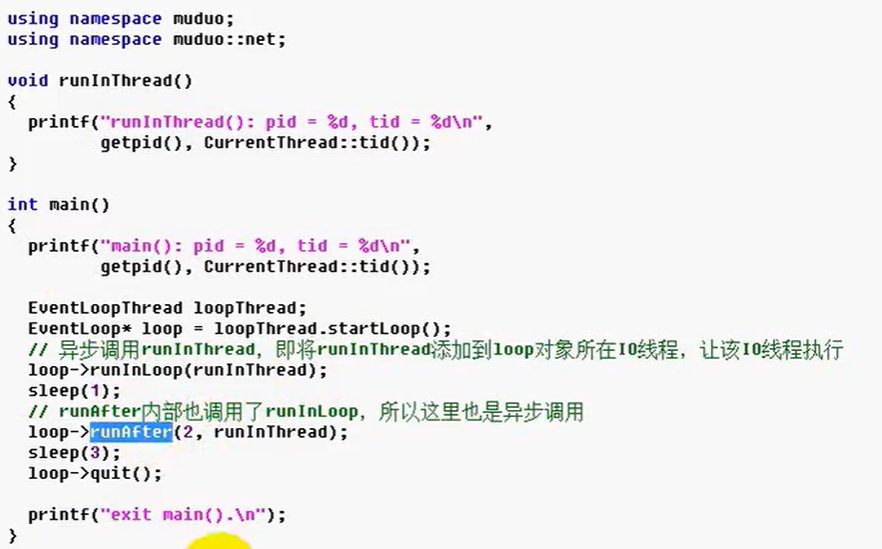 using namespace muduo;
using namespace muduo::net;
void runInThread()
{
printf("runInThread(): pid = %d, tid = %d\n",
getpid(), CurrentThread::tid());
}
int main()
{
printf("main(): pid = %d, tid = %d\n",
getpid(), CurrentThread::tid());
EventLoopThread loopThread;
EventLoop* loop = loopThread.startLoop();
// 异步调用runInThread，即将runInThread添加到loop对象所在IO线程，让该IO线程执行
loop->runInLoop(runInThread);
sleep(1);
// runAfter内部也调用了runInLoop，所以这里也是异步调用
loop->runAfter(2, runInThread);
sleep(3);
loop->quit();
printf("exit main().\n");
}